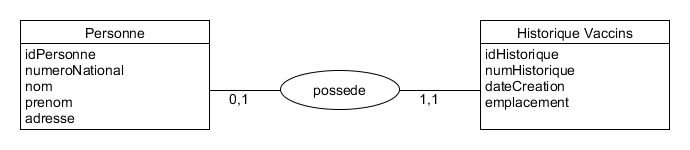 Personne
idPersonne
numeroNational
nom
prenom
adresse
0,1
possede
1,1
Historique Vaccins
idHistorique
numHistorique
dateCreation
emplacement